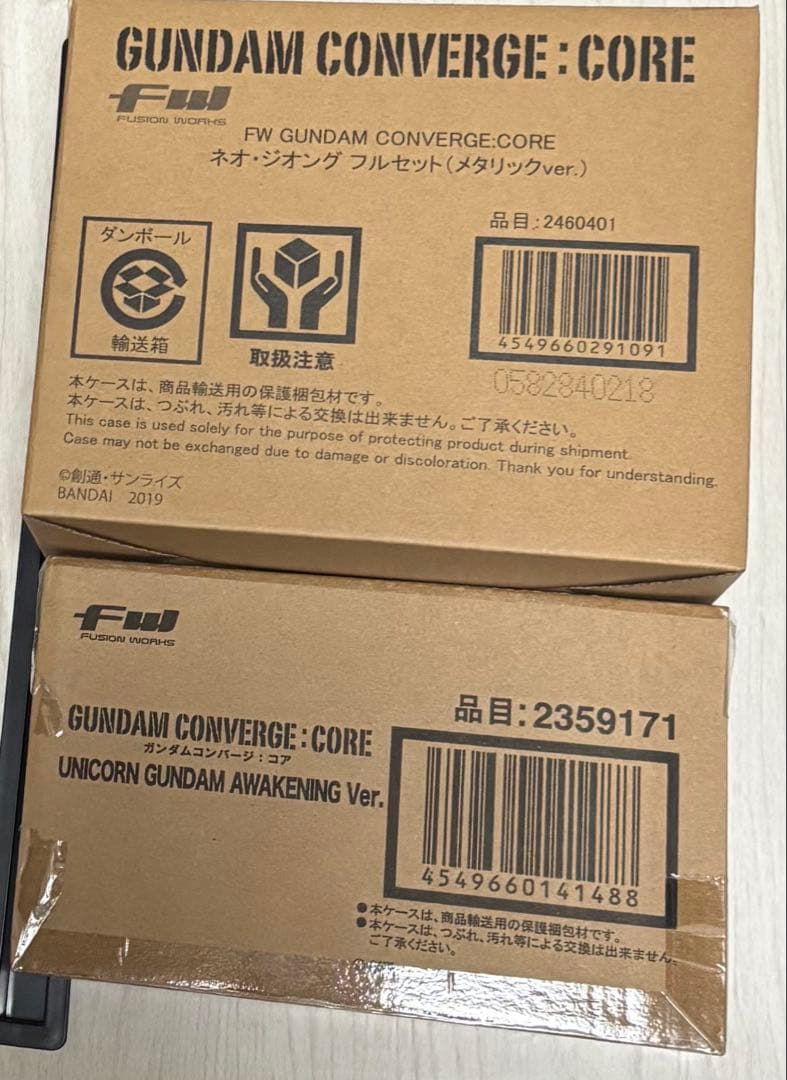 GUNDAM CONVERGE:CORE
FW
FUSION WORKS
FW GUNDAM CONVERGE:CORE
ネオ・ジオング フルセット(メタリックver.)
ダンボール
輸送箱
取扱注意
品目:2460401
4549660291091
0582840218
本ケースは、商品輸送用の保護梱包材です。
本ケースは、つぶれ、汚れ等による交換は出来ません。ご了承ください。
This case is used solely for the purpose of protecting product during shipment.
Case may not be exchanged due to damage or discoloration. Thank you for understanding.
©創通・サンライズ
BANDAI 2019
FW
FUSION WORKS
GUNDAM CONVERGE:CORE
ガンダムコンバージ:コア
UNICORN GUNDAM AWAKENING Ver.
品目:2359171
4549660141488
●本ケースは、商品輸送用の保護梱包材です。
●本ケースは、つぶれ、汚れ等による交換は出来ません。
ご了承ください。